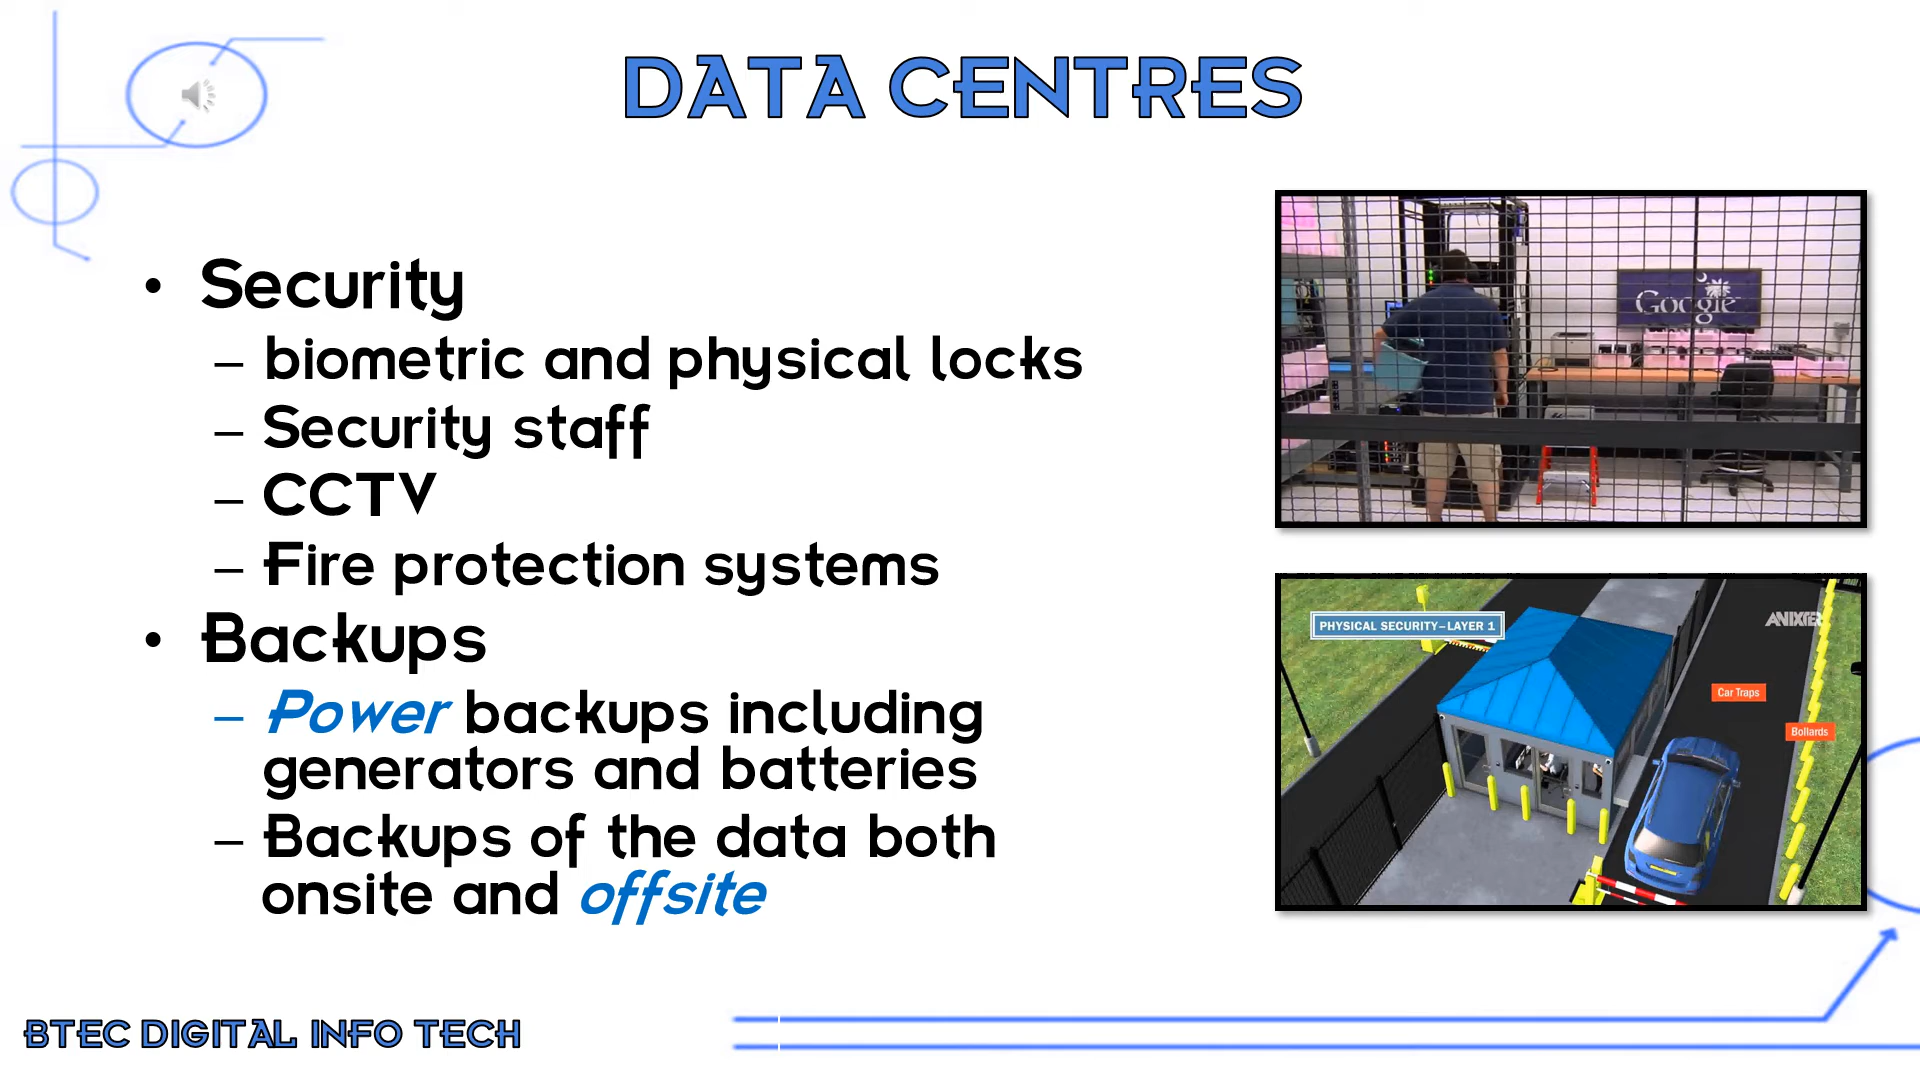 DATA CENTRES
• Security
– biometric and physical locks
– Security staff
– CCTV
– Fire protection systems
• Backups
– Power backups including
generators and batteries
– Backups of the data both
onsite and offsite
Google
PHYSICAL SECURITY–LAYER 1
ANIXTER
Car Traps
Bollards
BTEC DIGITAL INFO TECH